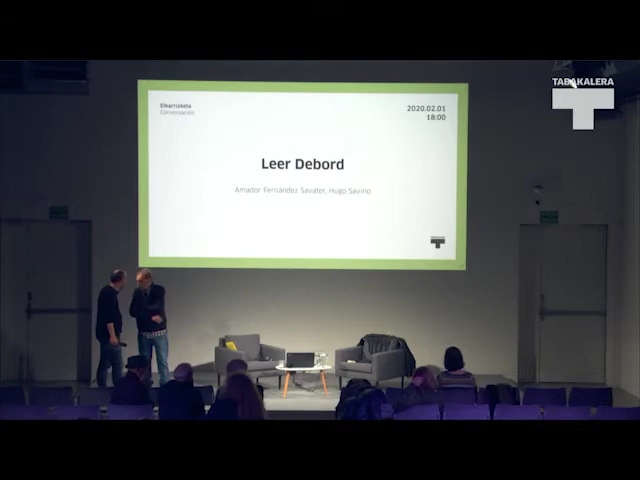 TABAKALERA
Elkarrizketa
Conversación
2020.02.01
18:00
Leer Debord
Amador Fernández Savater, Hugo Savino